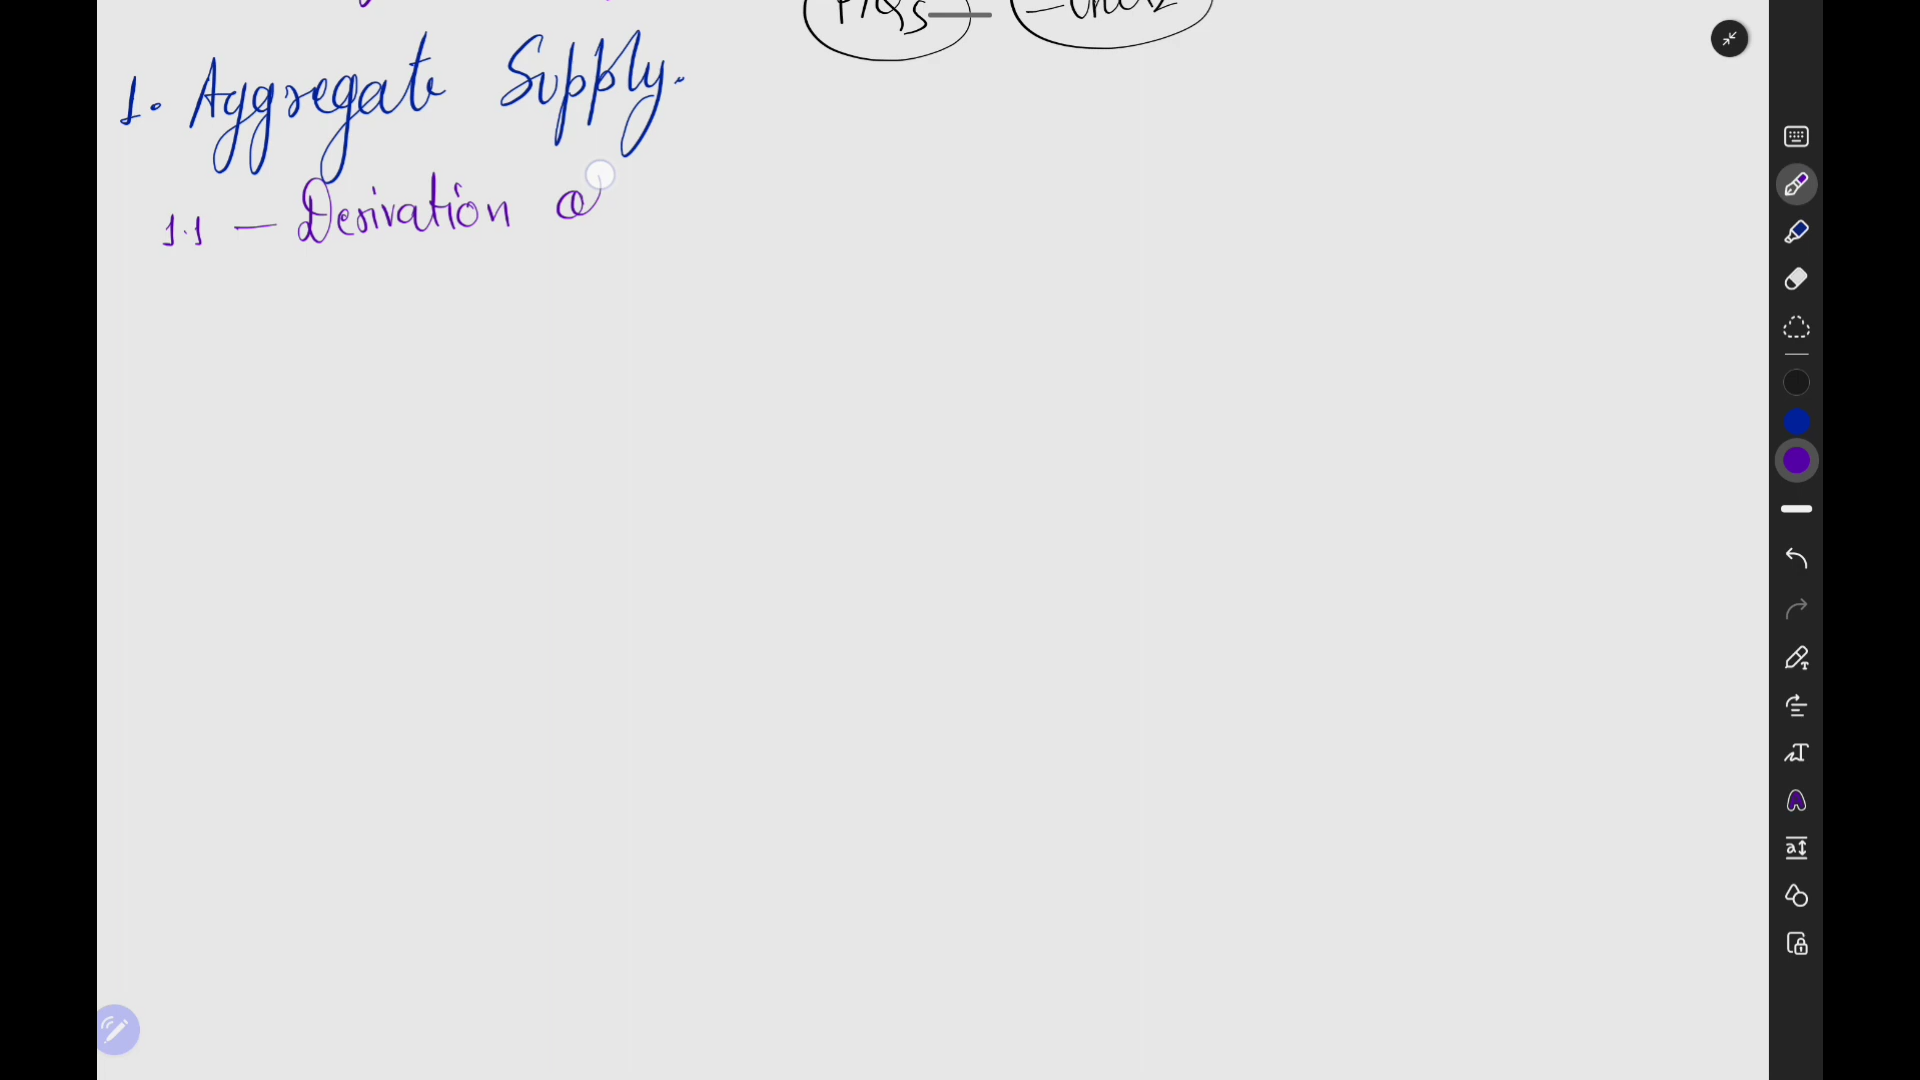 1. Aggregate Supply.
1.1 — Derivation o